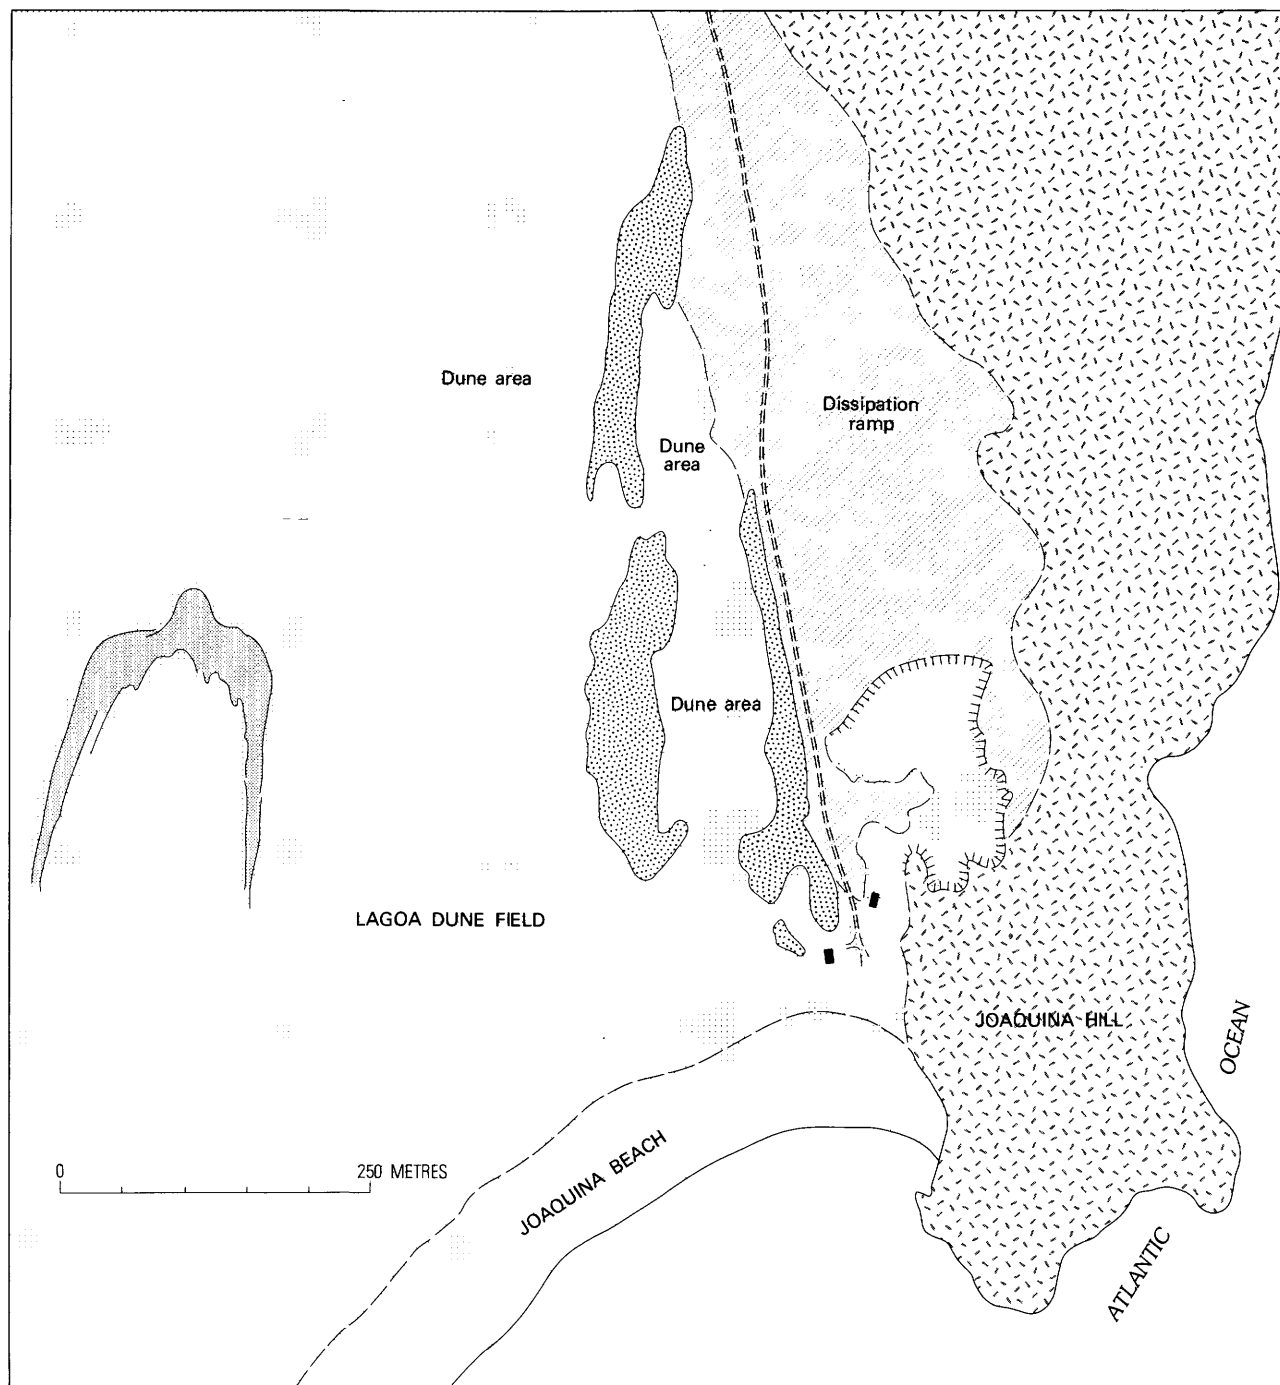 Dune area
Dissipation
ramp
Dune
area
Dune area
LAGOA DUNE FIELD
JOAQUINA HILL
OCEAN
0
250 METRES
JOAQUINA BEACH
ATLANTIC